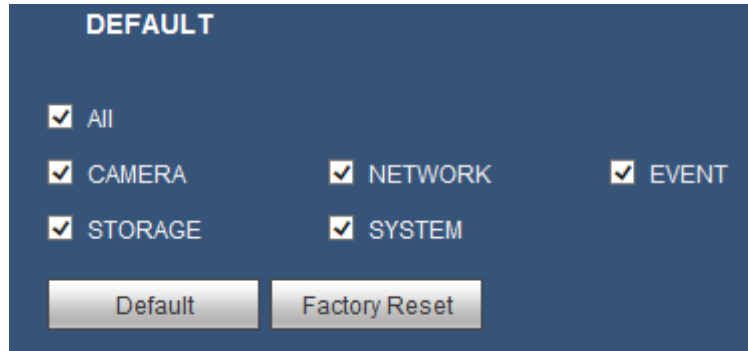 DEFAULT
All
CAMERA NETWORK EVENT
STORAGE SYSTEM
Default Factory Reset